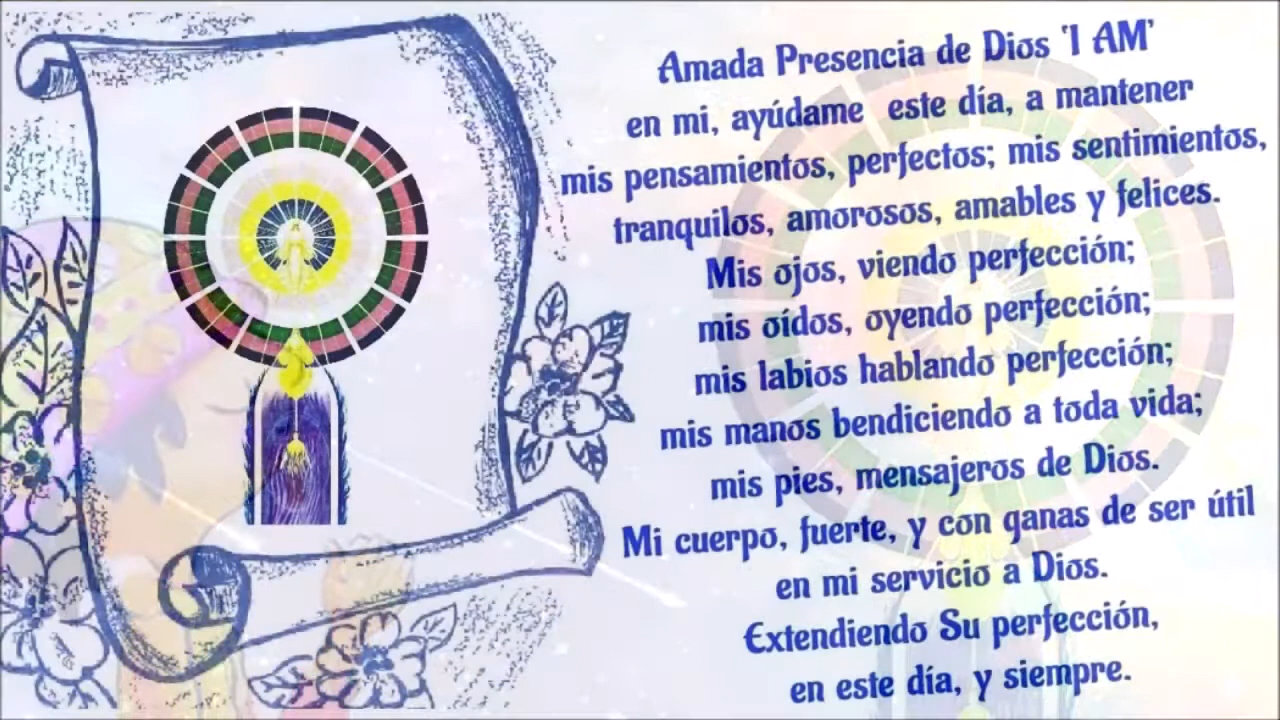 Amada Presencia de Dios 'I AM'
en mi, ayúdame este día, a mantener
mis pensamientos, perfectos; mis sentimientos,
tranquilos, amorosos, amables y felices.
Mis ojos, viendo perfección;
mis oídos, oyendo perfección;
mis labios hablando perfección;
mis manos bendiciendo a toda vida;
mis pies, mensajeros de Dios.
Mi cuerpo, fuerte, y con ganas de ser útil
en mi servicio a Dios.
Extendiendo Su perfección,
en este día, y siempre.